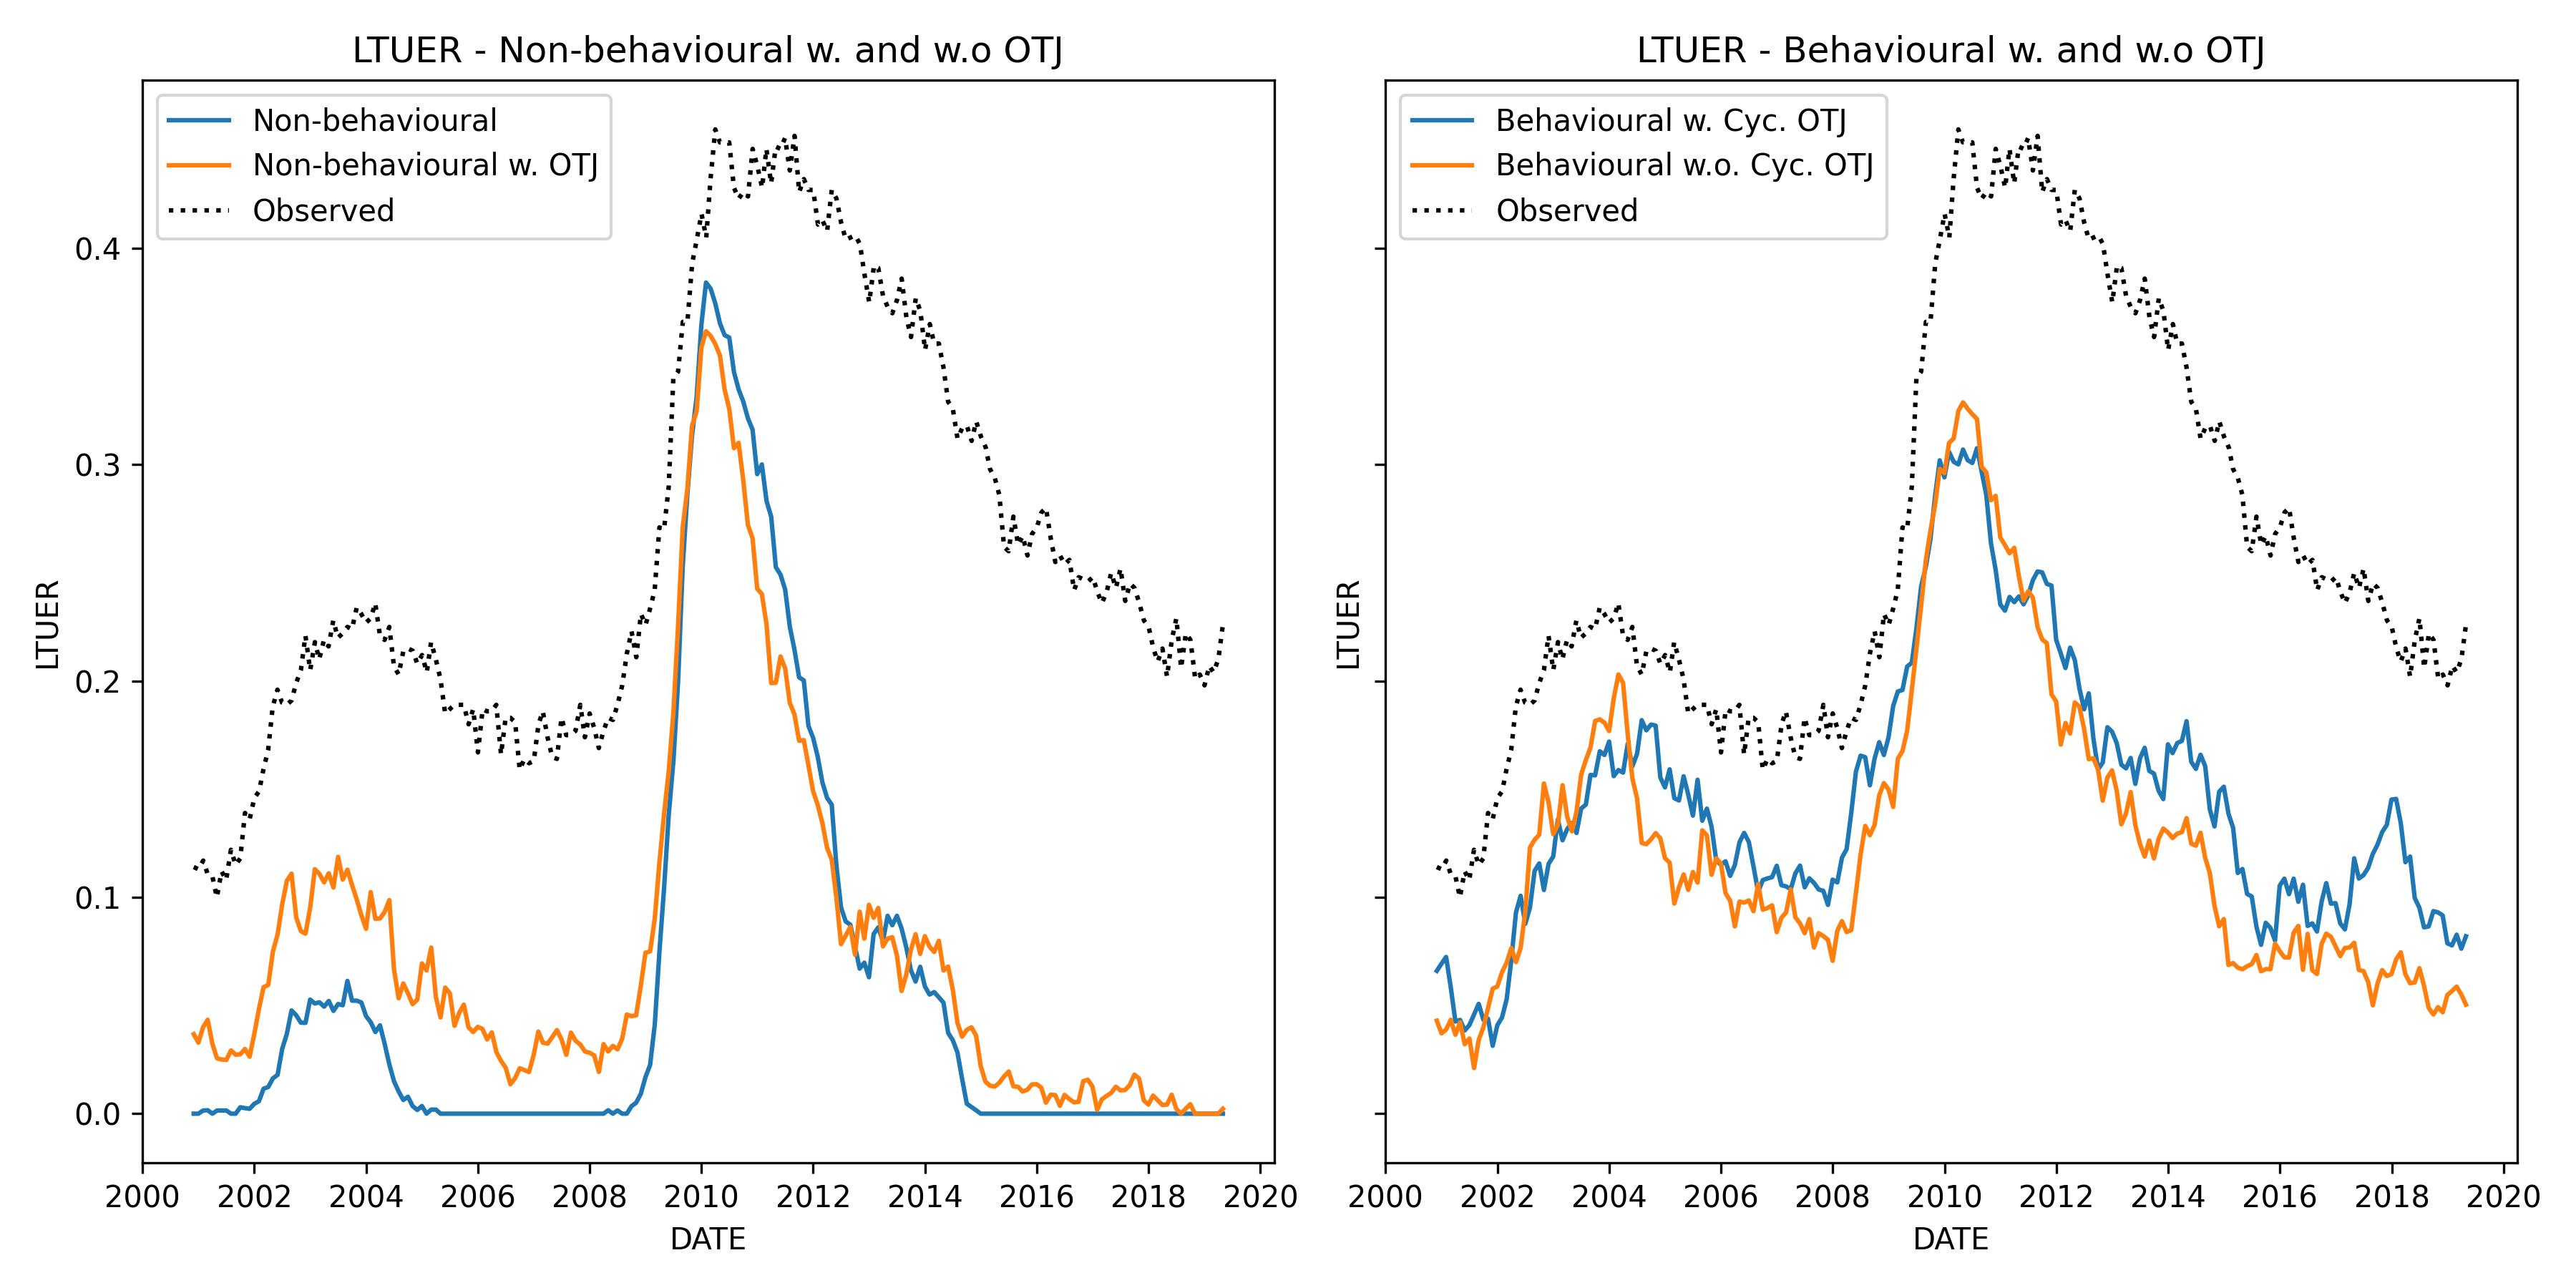 LTUER - Non-behavioural w. and w.o OTJ
Non-behavioural
Non-behavioural w. OTJ
Observed
LTUER
0.4
0.3
0.2
0.1
0.0
2000 2002 2004 2006 2008 2010 2012 2014 2016 2018 2020
DATE
LTUER - Behavioural w. and w.o OTJ
Behavioural w. Cyc. OTJ
Behavioural w.o. Cyc. OTJ
Observed
LTUER
2000 2002 2004 2006 2008 2010 2012 2014 2016 2018 2020
DATE